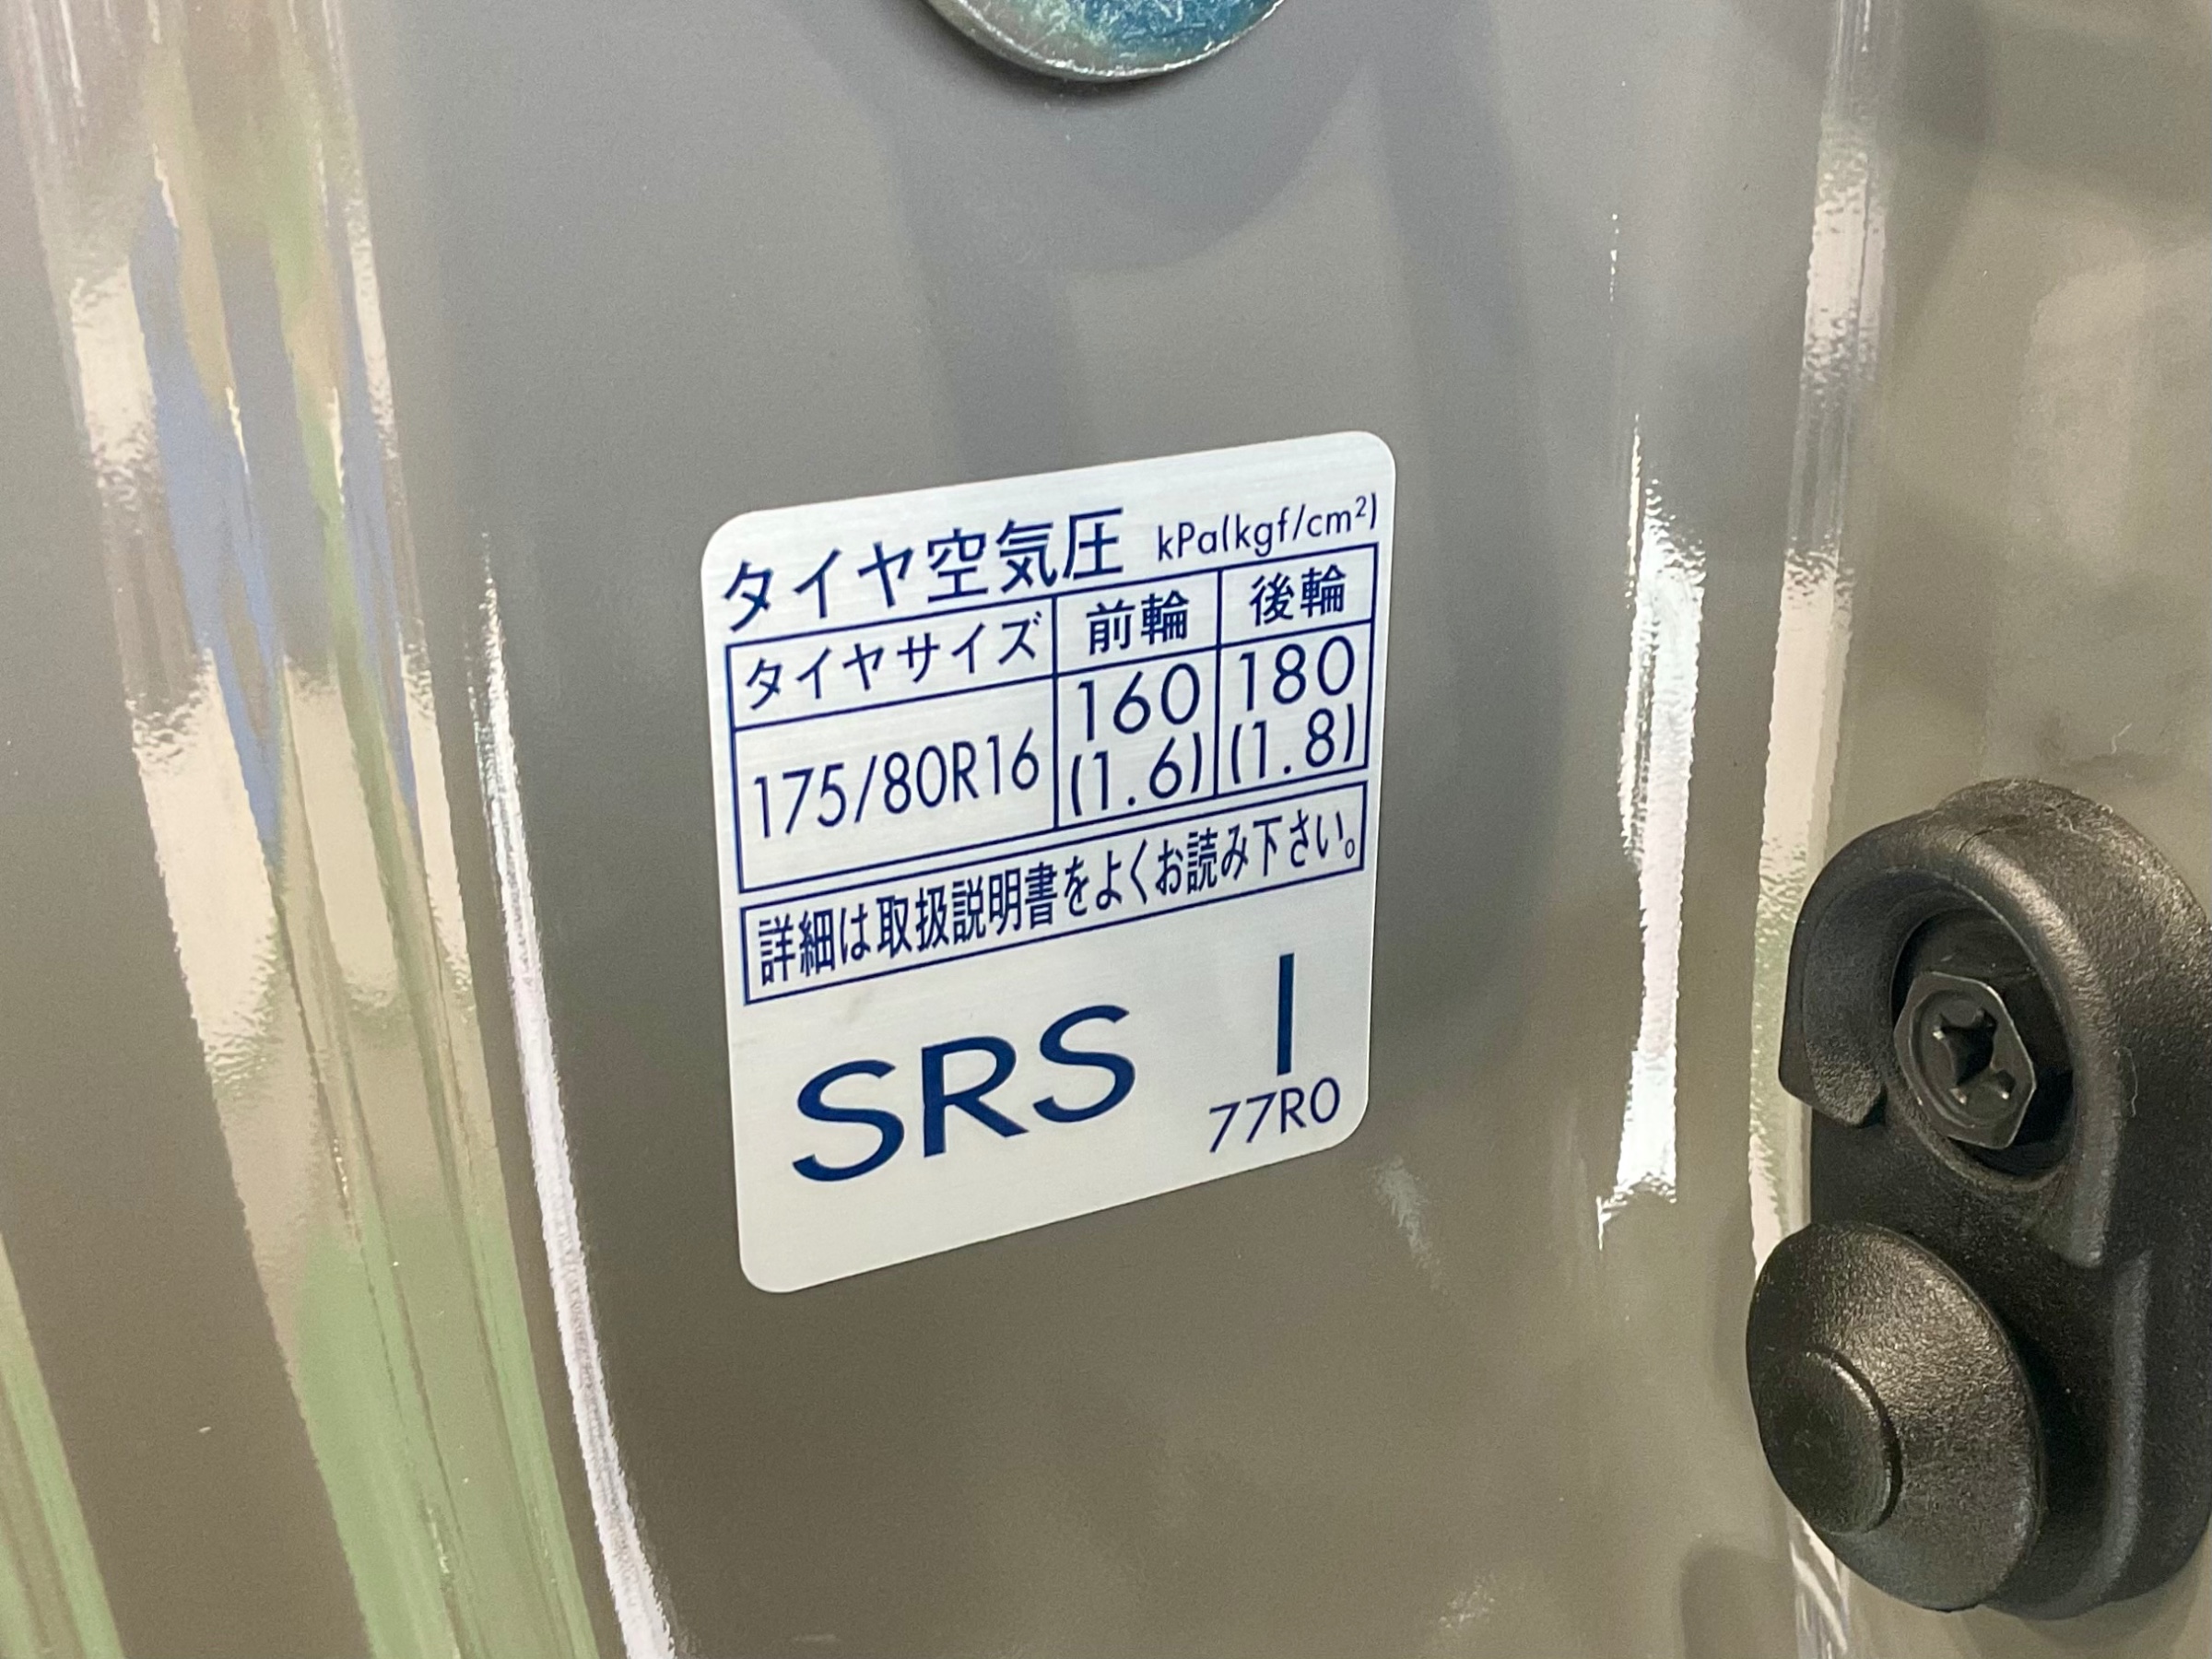 タイヤ空気圧 kPa(kgf/cm²)
タイヤサイズ 前輪 後輪
175/80R16 160 180
(1.6) (1.8)
詳細は取扱説明書をよくお読み下さい。
SRS I
77R0